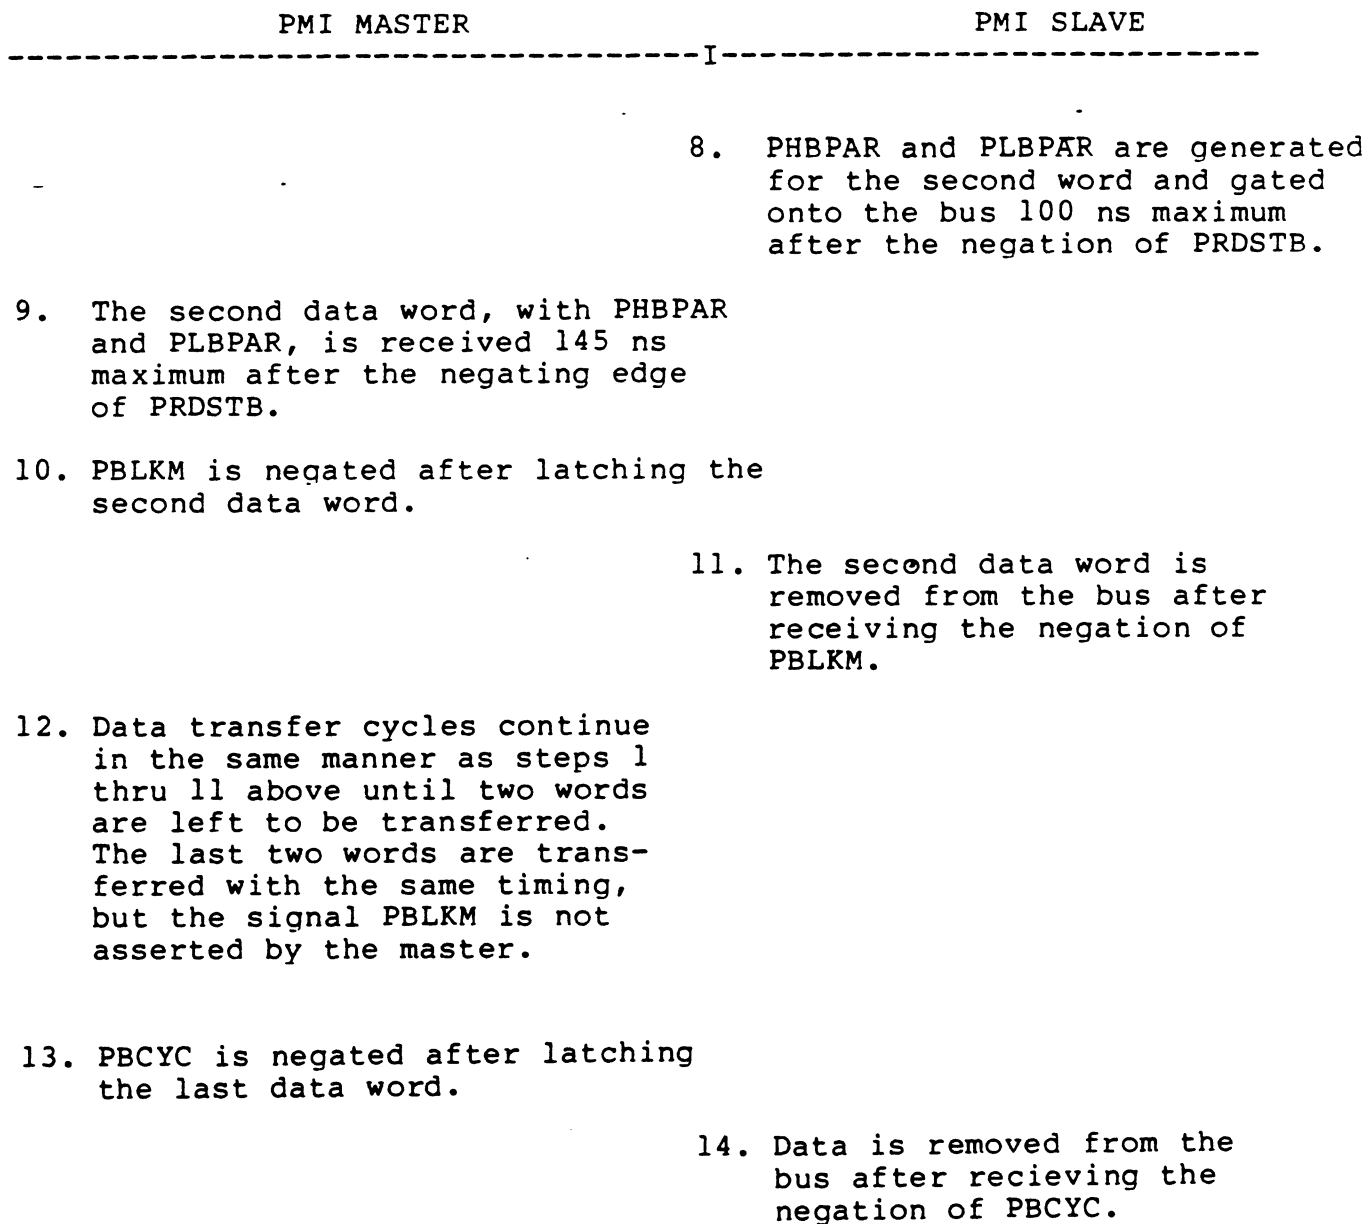 PMI MASTER PMI SLAVE
------------------------------------I----------------------------
8. PHBPAR and PLBPAR are generated
for the second word and gated
onto the bus 100 ns maximum
after the negation of PRDSTB.
9. The second data word, with PHBPAR
and PLBPAR, is received 145 ns
maximum after the negating edge
of PRDSTB.
10. PBLKM is negated after latching the
second data word.
11. The second data word is
removed from the bus after
receiving the negation of
PBLKM.
12. Data transfer cycles continue
in the same manner as steps 1
thru 11 above until two words
are left to be transferred.
The last two words are trans-
ferred with the same timing,
but the signal PBLKM is not
asserted by the master.
13. PBCYC is negated after latching
the last data word.
14. Data is removed from the
bus after recieving the
negation of PBCYC.